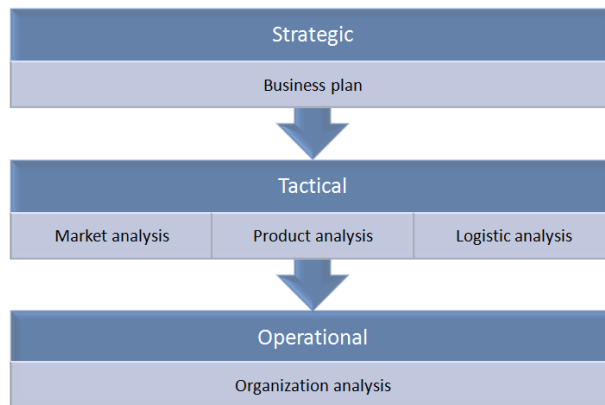 Strategic
Business plan
Tactical
Market analysis Product analysis Logistic analysis
Operational
Organization analysis